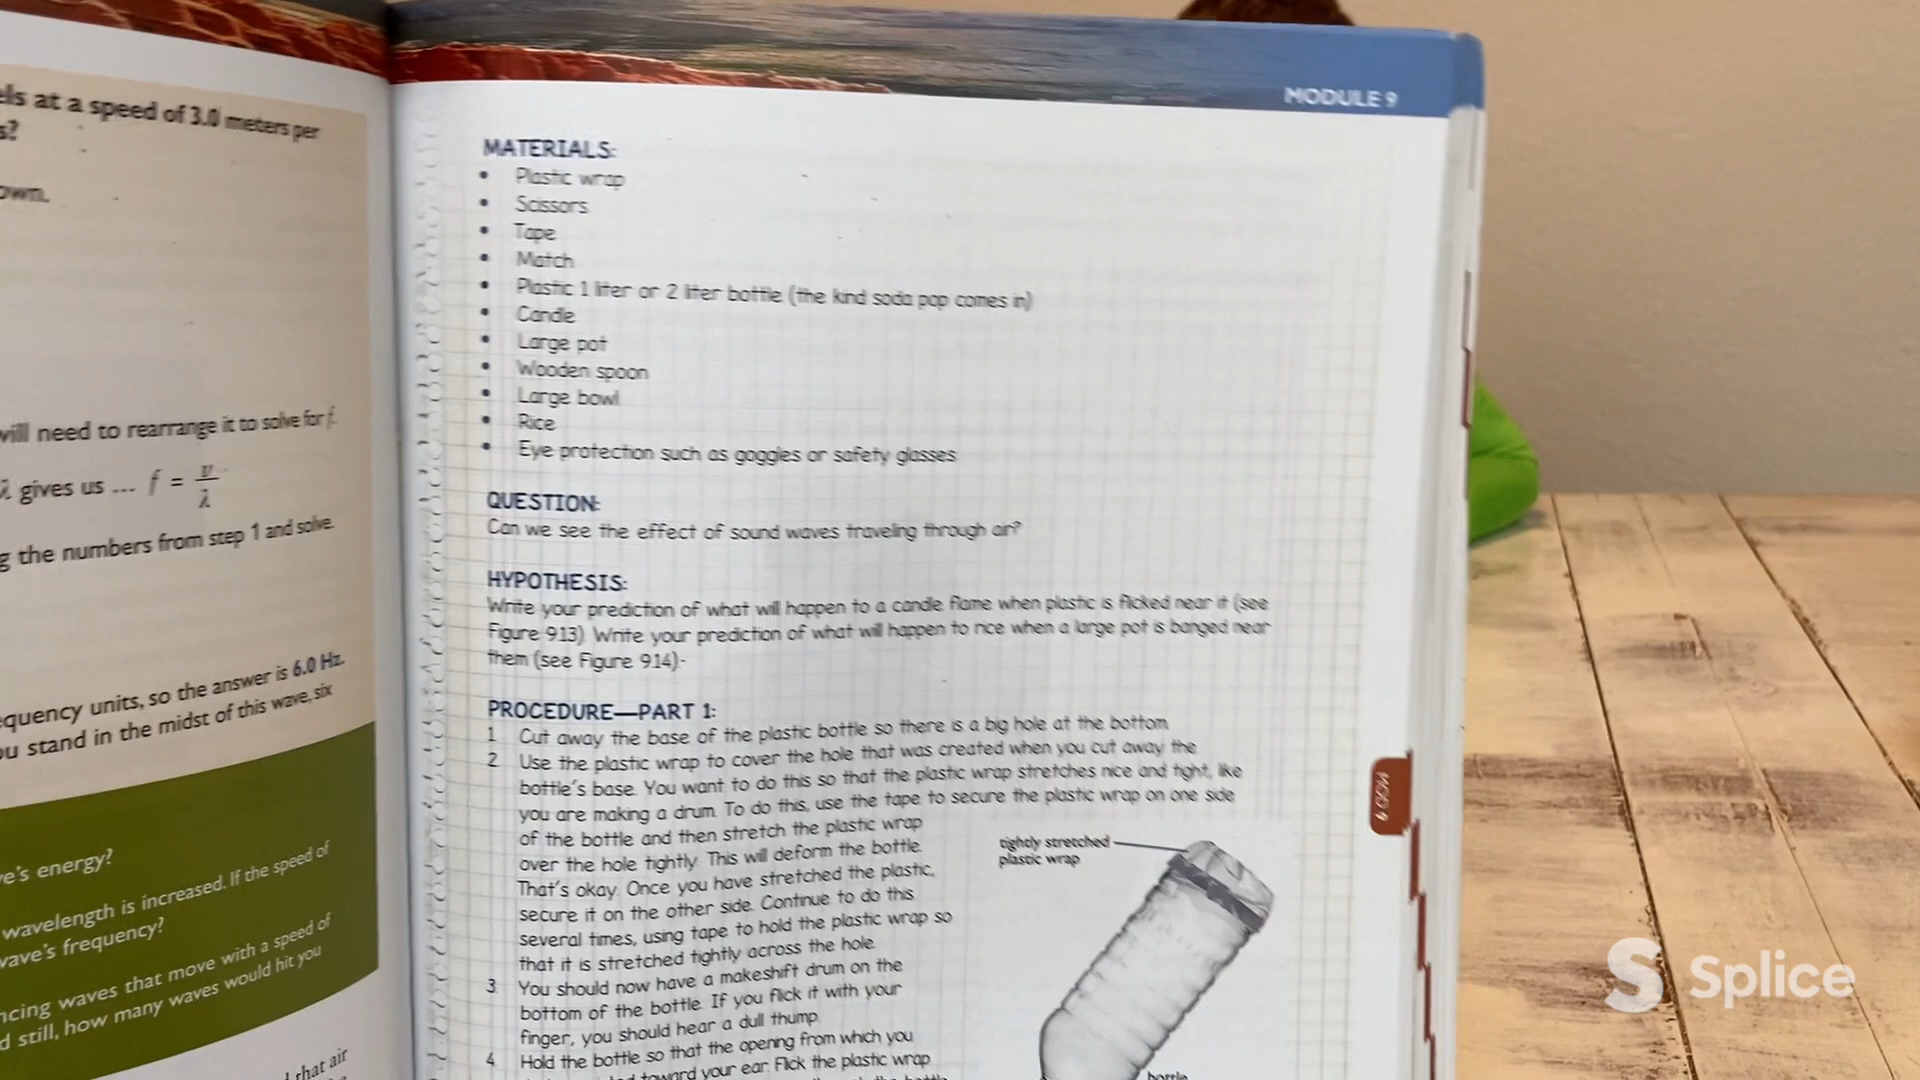 els at a speed of 3.0 meters per
s?
own.
will need to rearrange it to solve for f.
λ gives us ... f = v
λ
g the numbers from step 1 and solve.
equency units, so the answer is 6.0 Hz.
ou stand in the midst of this wave, six
ve's energy?
wavelength is increased. If the speed of
wave's frequency?
ncing waves that move with a speed of
d still, how many waves would hit you
that air
MODULE 9
MATERIALS:
• Plastic wrap
• Scissors
• Tape
• Match
• Plastic 1 liter or 2 liter bottle (the kind soda pop comes in)
• Candle
• Large pot
• Wooden spoon
• Large bowl
• Rice
• Eye protection such as goggles or safety glasses
QUESTION:
Can we see the effect of sound waves traveling through air?
HYPOTHESIS:
Write your prediction of what will happen to a candle flame when plastic is flicked near it (see
Figure 9.13). Write your prediction of what will happen to rice when a large pot is banged near
them (see Figure 9.14).
PROCEDURE—PART 1:
1. Cut away the base of the plastic bottle so there is a big hole at the bottom.
2. Use the plastic wrap to cover the hole that was created when you cut away the
bottle's base. You want to do this so that the plastic wrap stretches nice and tight, like
you are making a drum. To do this, use the tape to secure the plastic wrap on one side
of the bottle and then stretch the plastic wrap
over the hole tightly. This will deform the bottle.
That's okay. Once you have stretched the plastic,
secure it on the other side. Continue to do this
several times, using tape to hold the plastic wrap so
that it is stretched tightly across the hole.
3. You should now have a makeshift drum on the
bottom of the bottle. If you flick it with your
finger, you should hear a dull thump.
4. Hold the bottle so that the opening from which you
toward your ear. Flick the plastic wrap
tightly stretched
plastic wrap
bottle
MOD 9
S Splice